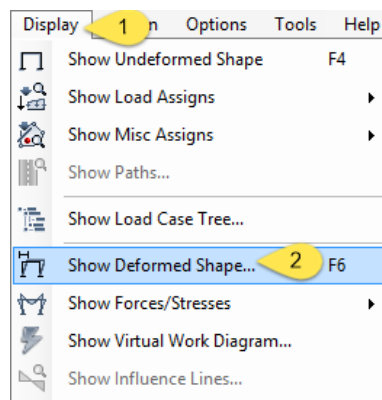 Display 1 n Options Tools Help
Show Undeformed Shape F4
Show Load Assigns
Show Misc Assigns
Show Paths...
Show Load Case Tree...
Show Deformed Shape... 2 F6
Show Forces/Stresses
Show Virtual Work Diagram...
Show Influence Lines...